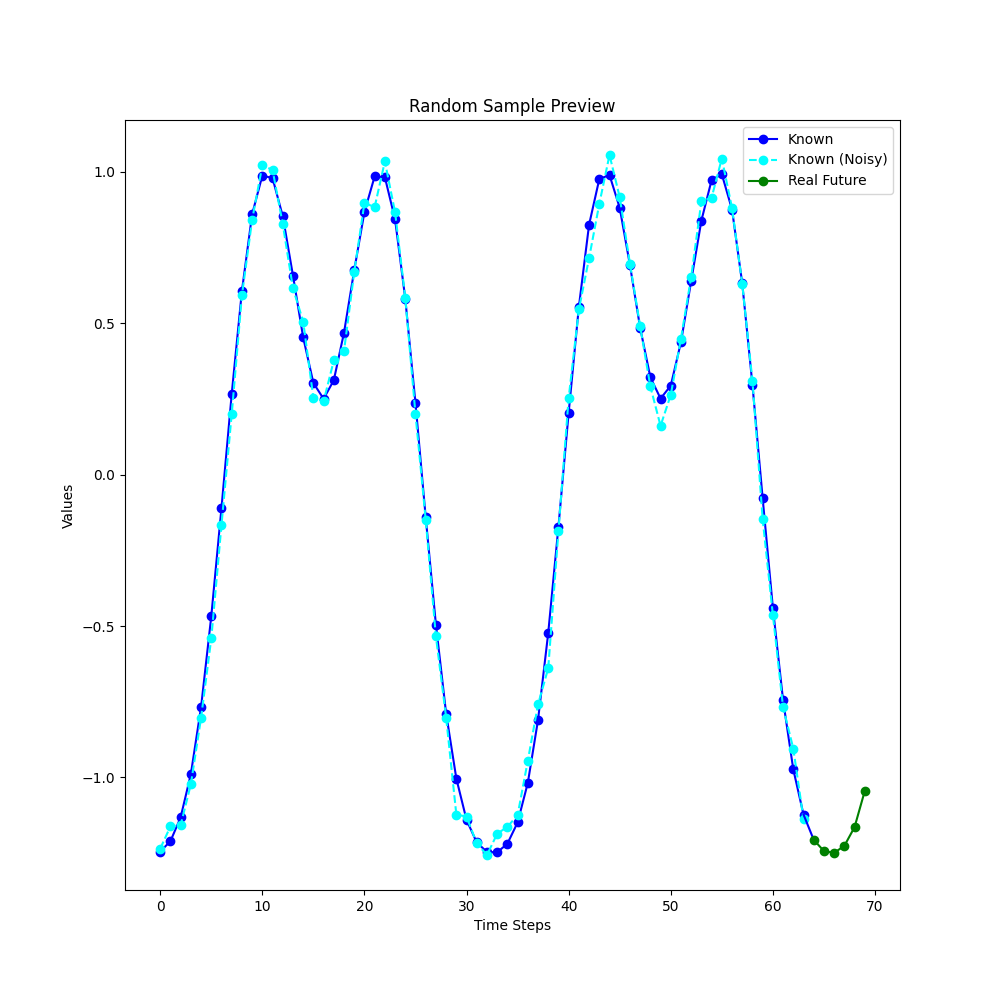 Random Sample Preview
Known
Known (Noisy)
Real Future
1.0
0.5
0.0
−0.5
−1.0
Values
0 10 20 30 40 50 60 70
Time Steps